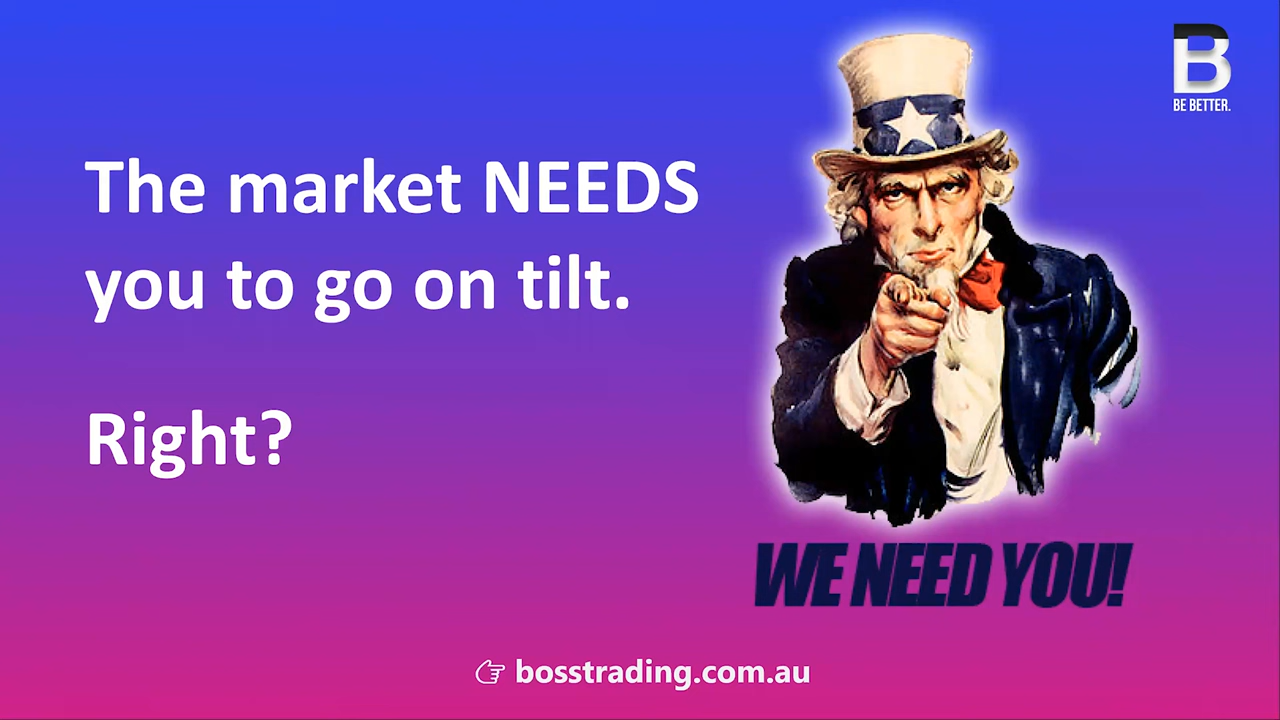 B
BE BETTER.
The market NEEDS
you to go on tilt.
Right?
WE NEED YOU!
bosstrading.com.au